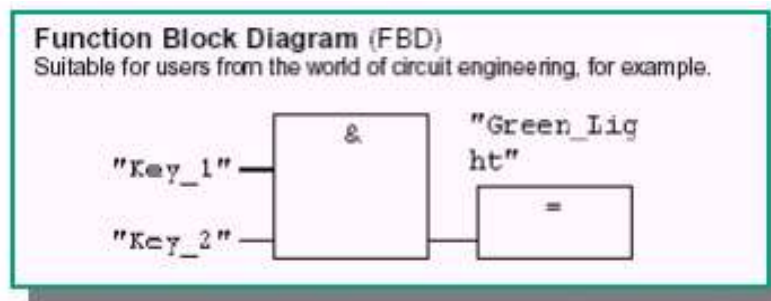 Function Block Diagram (FBD)
Suitable for users from the world of circuit engineering, for example.
&
"Green_Lig
ht"
"Key_1"
=
"Key_2"